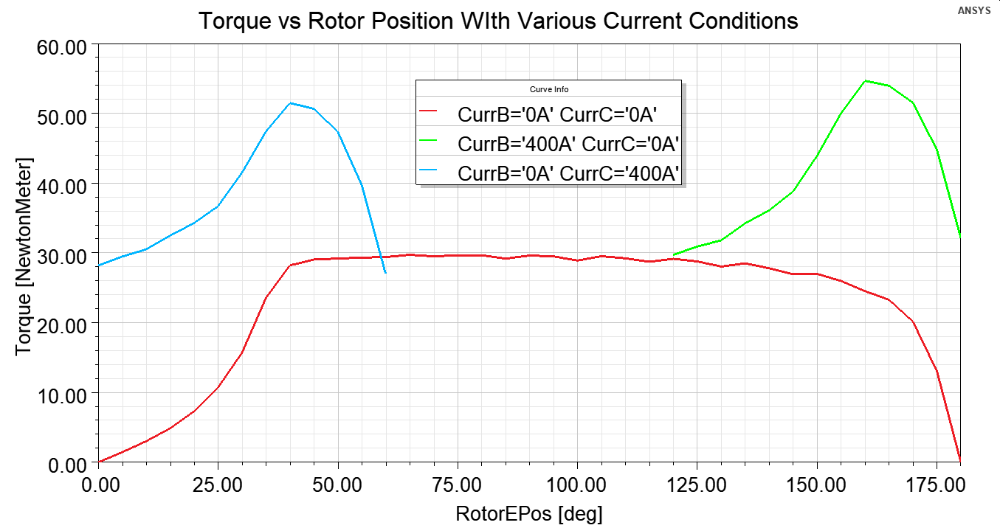 Torque vs Rotor Position WIth Various Current Conditions
ANSYS
60.00
50.00
40.00
30.00
20.00
10.00
0.00
Torque [NewtonMeter]
Curve Info
CurrB='0A' CurrC='0A'
CurrB='400A' CurrC='0A'
CurrB='0A' CurrC='400A'
0.00 25.00 50.00 75.00 100.00 125.00 150.00 175.00
RotorEPos [deg]